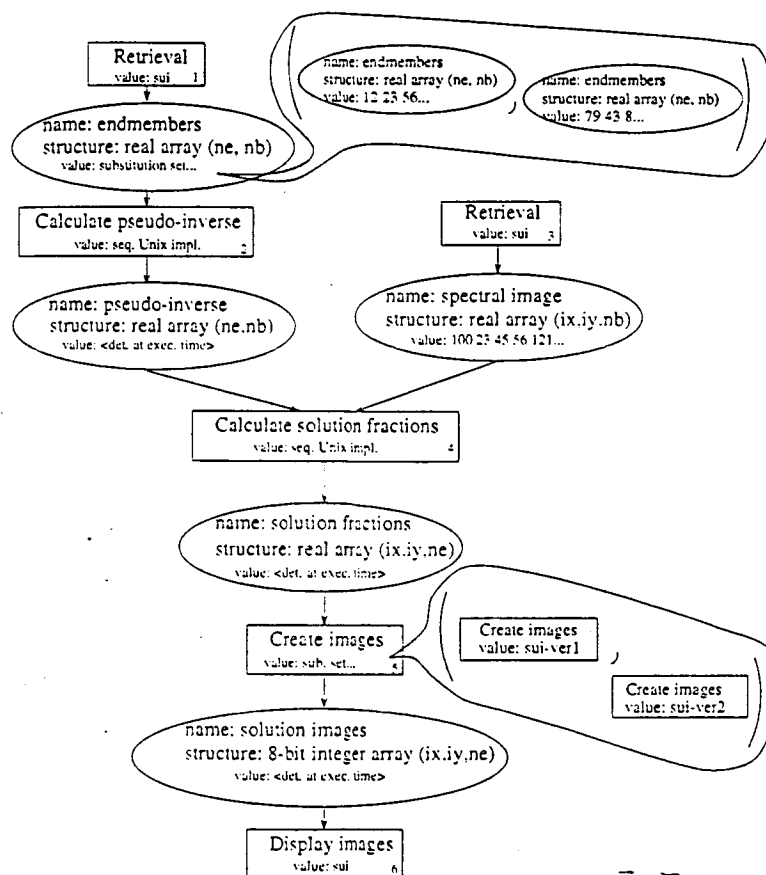 Retrieval
value: sui 1
name: endmembers
structure: real array (ne, nb)
value: 12 23 56...
,
name: endmembers
structure: real array (ne, nb)
value: 79 43 8...
name: endmembers
structure: real array (ne, nb)
value: substitution set...
Calculate pseudo-inverse
value: seq. Unix impl. 2
Retrieval
value: sui 3
name: pseudo-inverse
structure: real array (ne.nb)
value: <det. at exec. time>
name: spectral image
structure: real array (ix.iy.nb)
value: 100 23 45 56 121...
Calculate solution fractions
value: seq. Unix impl. 4
name: solution fractions
structure: real array (ix.iy,ne)
value: <det. at exec. time>
Create images
value: sub. set... 5
Create images
value: sui-ver1
,
Create images
value: sui-ver2
name: solution images
structure: 8-bit integer array (ix.iy,ne)
value: <det. at exec. time>
Display images
value: sui 6